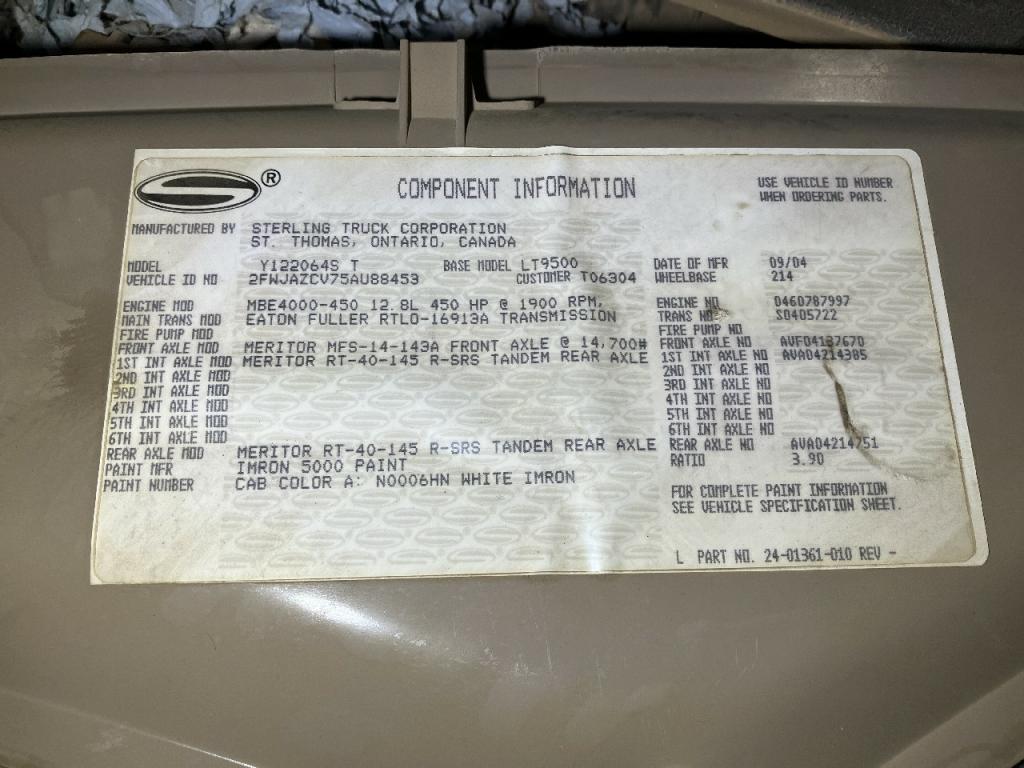 ®
COMPONENT INFORMATION
USE VEHICLE ID NUMBER
WHEN ORDERING PARTS.
MANUFACTURED BY STERLING TRUCK CORPORATION
ST. THOMAS, ONTARIO, CANADA
MODEL Y122064S T BASE MODEL LT9500 DATE OF MFR 09/04
VEHICLE ID NO 2FWJAZCV75AU88453 CUSTOMER T06304 WHEELBASE 214
ENGINE MOD MBE4000-450 12.8L 450 HP @ 1900 RPM, ENGINE NO 0460787997
MAIN TRANS MOD EATON FULLER RTLO-16913A TRANSMISSION TRANS NO S0405722
FIRE PUMP MOD FIRE PUMP NO
FRONT AXLE MOD MERITOR MFS-14-143A FRONT AXLE @ 14,700# FRONT AXLE NO AVF04137670
1ST INT AXLE MOD MERITOR RT-40-145 R-SRS TANDEM REAR AXLE 1ST INT AXLE NO AVA04214305
2ND INT AXLE MOD 2ND INT AXLE NO
3RD INT AXLE MOD 3RD INT AXLE NO
4TH INT AXLE MOD 4TH INT AXLE NO
5TH INT AXLE MOD 5TH INT AXLE NO
6TH INT AXLE MOD 6TH INT AXLE NO
REAR AXLE MOD MERITOR RT-40-145 R-SRS TANDEM REAR AXLE REAR AXLE NO AVA04214751
PAINT MFR IMRON 5000 PAINT RATIO 3.90
PAINT NUMBER CAB COLOR A: N0006HN WHITE IMRON
FOR COMPLETE PAINT INFORMATION
SEE VEHICLE SPECIFICATION SHEET.
L PART NO. 24-01361-010 REV -